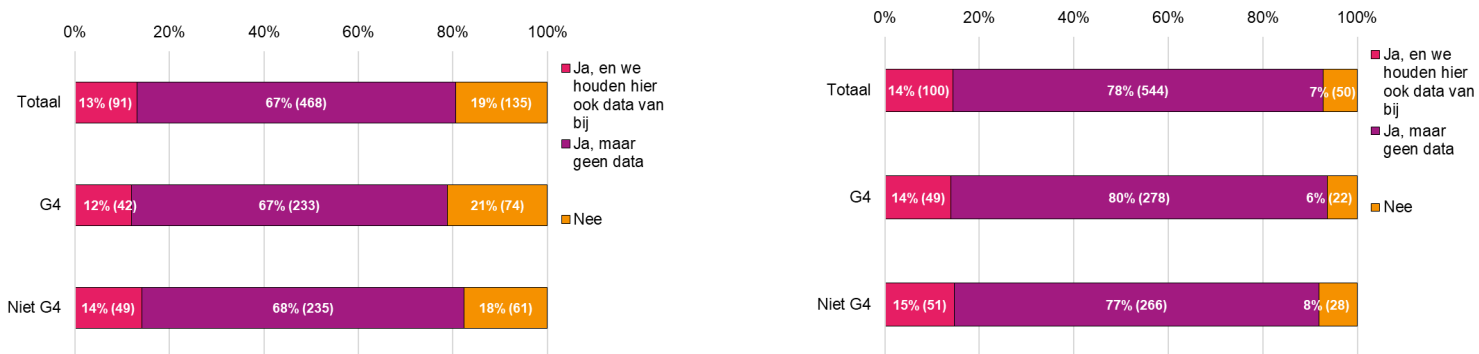 0% 20% 40% 60% 80% 100%
Totaal 13% (91) 67% (468) 19% (135)
G4 12% (42) 67% (233) 21% (74)
Niet G4 14% (49) 68% (235) 18% (61)
Ja, en we
houden hier
ook data van
bij
Ja, maar
geen data
Nee
0% 20% 40% 60% 80% 100%
Totaal 14% (100) 78% (544) 7% (50)
G4 14% (49) 80% (278) 6% (22)
Niet G4 15% (51) 77% (266) 8% (28)
Ja, en we
houden hier
ook data van
bij
Ja, maar
geen data
Nee